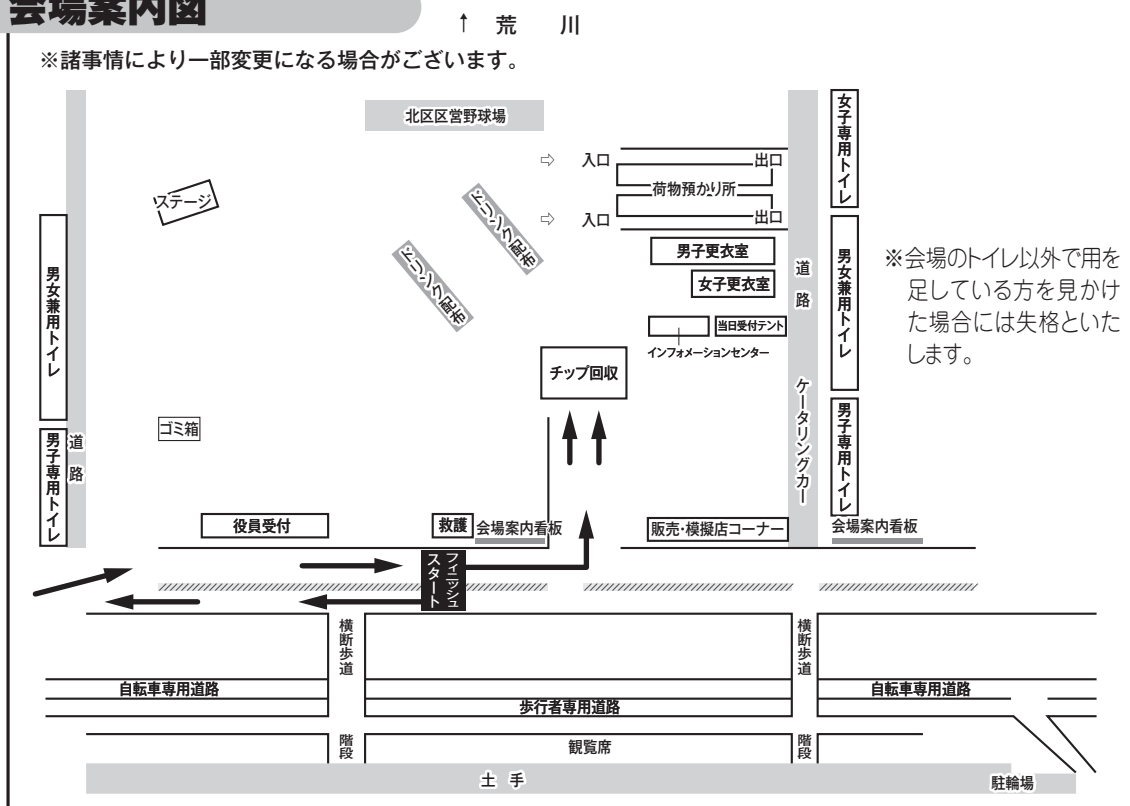 会場案内図
↑ 荒 川
※諸事情により一部変更になる場合がございます。
北区区営野球場
女子専用トイレ
⇨ 入口
出口
荷物預かり所
⇨ 入口
出口
ステージ
ドリンク配布
ドリンク配布
男子更衣室
女子更衣室
道路
男女兼用トイレ
男女兼用トイレ
※会場のトイレ以外で用を
足している方を見かけ
た場合には失格といた
します。
当日受付テント
インフォメーションセンター
チップ回収
ケータリングカー
男子専用トイレ
ゴミ箱
道路
男子専用トイレ
役員受付
救護
会場案内看板
販売・模擬店コーナー
会場案内看板
フィニッシュ
スタート
横断歩道
横断歩道
自転車専用道路
自転車専用道路
歩行者専用道路
階段
観覧席
階段
土 手
駐輪場